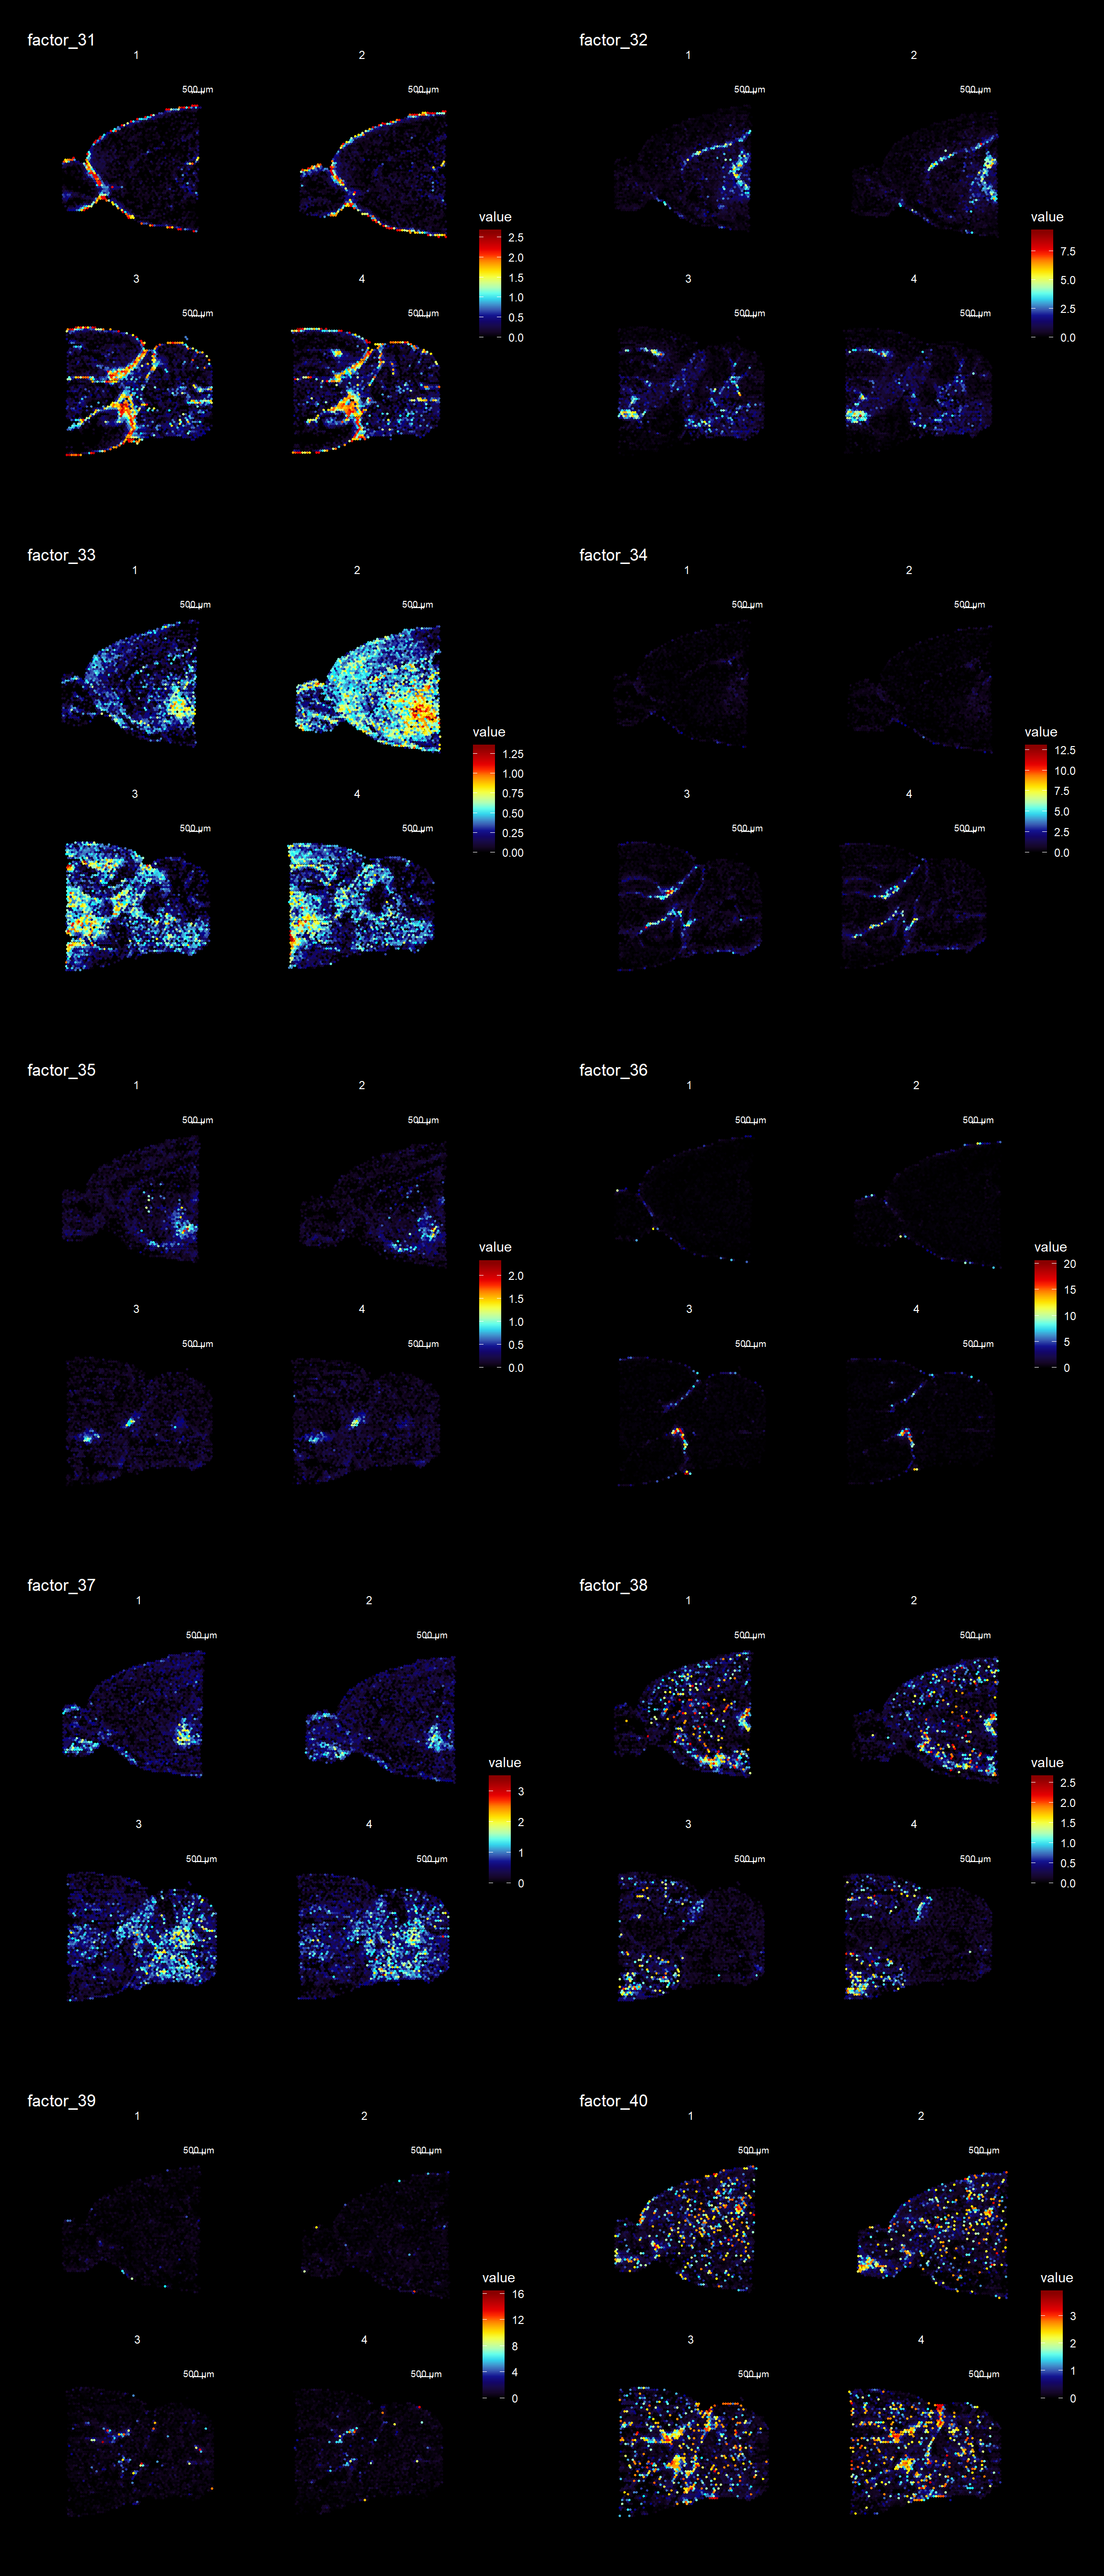 factor_31
1
2
500 µm
500 µm
3
4
500 µm
500 µm
value
2.5
2.0
1.5
1.0
0.5
0.0
factor_32
1
2
500 µm
500 µm
3
4
500 µm
500 µm
value
7.5
5.0
2.5
0.0
factor_33
1
2
500 µm
500 µm
3
4
500 µm
500 µm
value
1.25
1.00
0.75
0.50
0.25
0.00
factor_34
1
2
500 µm
500 µm
3
4
500 µm
500 µm
value
12.5
10.0
7.5
5.0
2.5
0.0
factor_35
1
2
500 µm
500 µm
3
4
500 µm
500 µm
value
2.0
1.5
1.0
0.5
0.0
factor_36
1
2
500 µm
500 µm
3
4
500 µm
500 µm
value
20
15
10
5
0
factor_37
1
2
500 µm
500 µm
3
4
500 µm
500 µm
value
3
2
1
0
factor_38
1
2
500 µm
500 µm
3
4
500 µm
500 µm
value
2.5
2.0
1.5
1.0
0.5
0.0
factor_39
1
2
500 µm
500 µm
3
4
500 µm
500 µm
value
16
12
8
4
0
factor_40
1
2
500 µm
500 µm
3
4
500 µm
500 µm
value
3
2
1
0